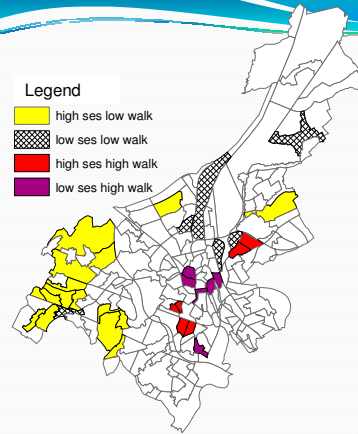 Legend
high ses low walk
low ses low walk
high ses high walk
low ses high walk